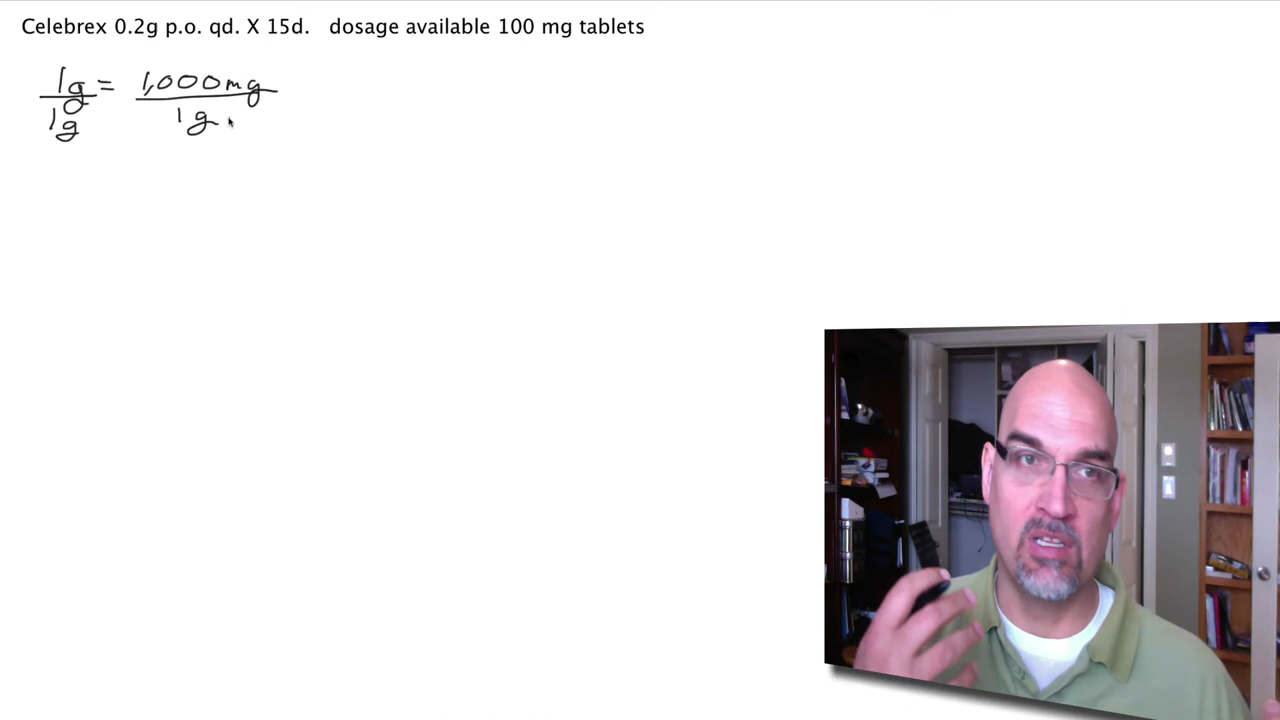 Celebrex 0.2g p.o. qd. X 15d. dosage available 100 mg tablets
1g = 1,000mg
1g 1g